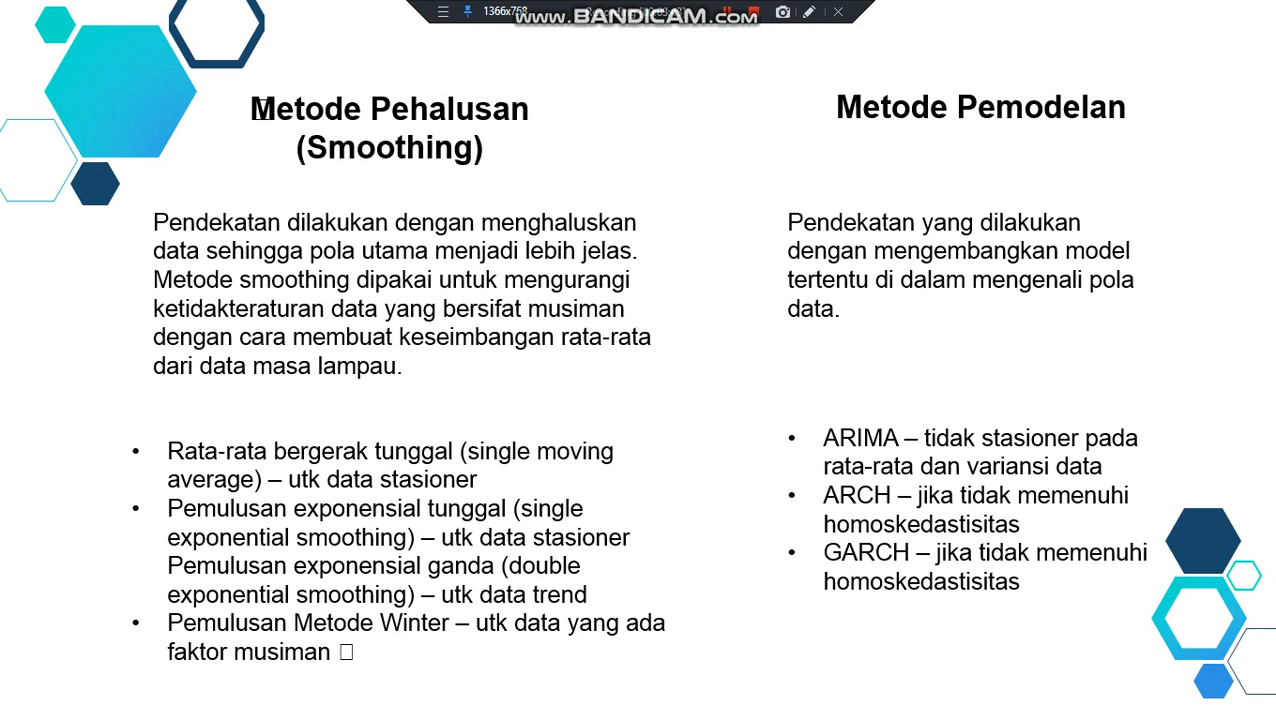 1366x768
www.BANDICAM.com
Metode Pehalusan
(Smoothing)
Pendekatan dilakukan dengan menghaluskan
data sehingga pola utama menjadi lebih jelas.
Metode smoothing dipakai untuk mengurangi
ketidakteraturan data yang bersifat musiman
dengan cara membuat keseimbangan rata-rata
dari data masa lampau.
• Rata-rata bergerak tunggal (single moving
average) – utk data stasioner
• Pemulusan exponensial tunggal (single
exponential smoothing) – utk data stasioner
Pemulusan exponensial ganda (double
exponential smoothing) – utk data trend
• Pemulusan Metode Winter – utk data yang ada
faktor musiman
Metode Pemodelan
Pendekatan yang dilakukan
dengan mengembangkan model
tertentu di dalam mengenali pola
data.
• ARIMA – tidak stasioner pada
rata-rata dan variansi data
• ARCH – jika tidak memenuhi
homoskedastisitas
• GARCH – jika tidak memenuhi
homoskedastisitas